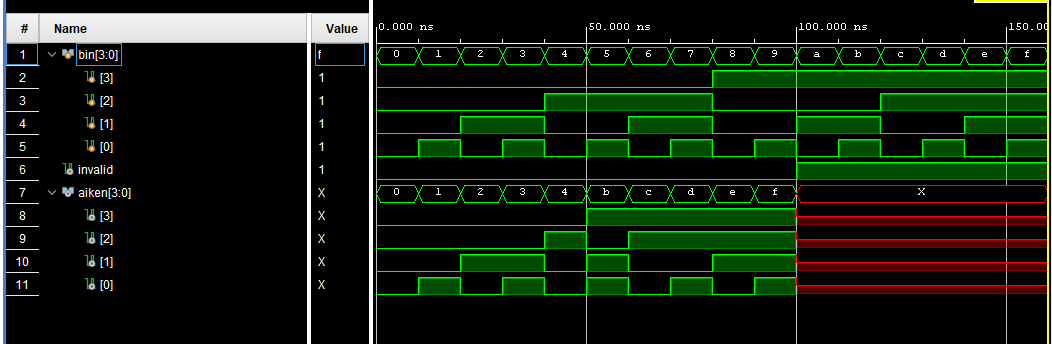 # Name Value 0.000 ns 50.000 ns 100.000 ns 150.00
1 bin[3:0] f 0 1 2 3 4 5 6 7 8 9 a b c d e f
2 [3] 1
3 [2] 1
4 [1] 1
5 [0] 1
6 invalid 1
7 aiken[3:0] X 0 1 2 3 4 b c d e f X
8 [3] X
9 [2] X
10 [1] X
11 [0] X